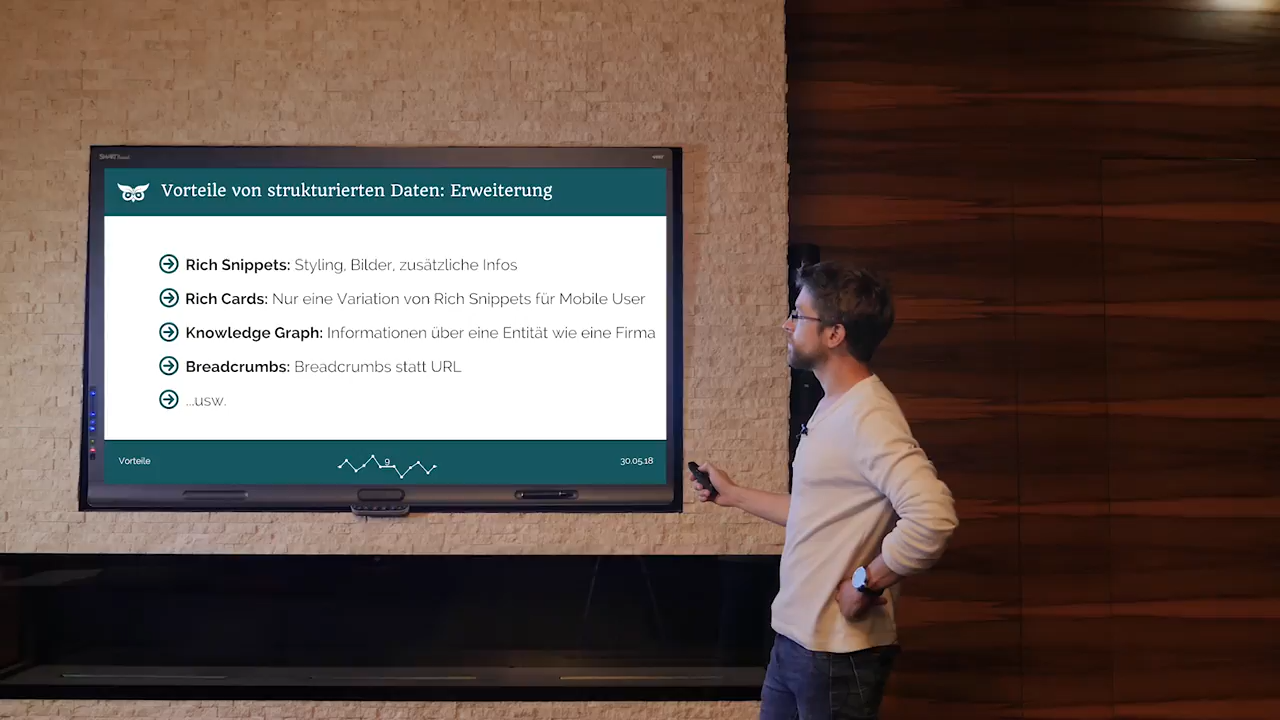 SMART
Vorteile von strukturierten Daten: Erweiterung
Rich Snippets: Styling, Bilder, zusätzliche Infos
Rich Cards: Nur eine Variation von Rich Snippets für Mobile User
Knowledge Graph: Informationen über eine Entität wie eine Firma
Breadcrumbs: Breadcrumbs statt URL
...usw.
Vorteile
9
30.05.18